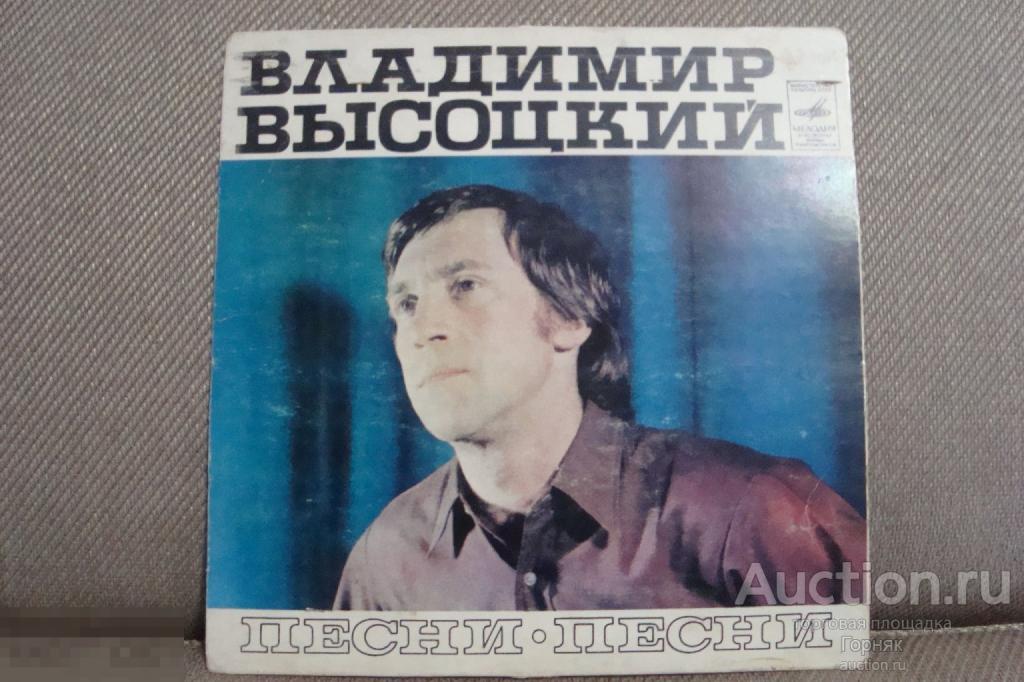 ВЛАДИМИР
ВЫСОЦКИЙ
МЕЛОДИЯ
ПЕСНИ·ПЕСНИ
Auction.ru
торговая площадка
Горняк
auction.ru